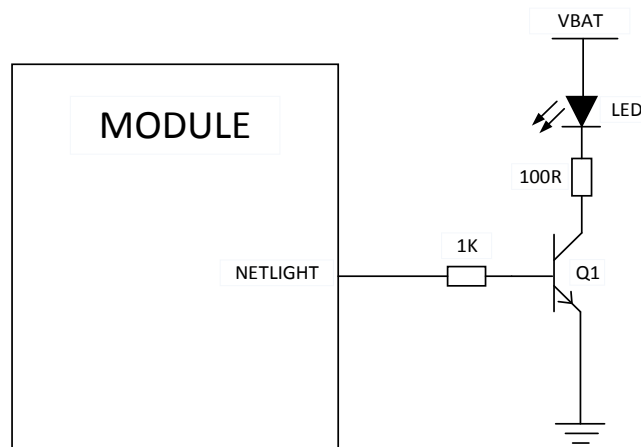 VBAT
MODULE
LED
100R
1K
NETLIGHT
Q1